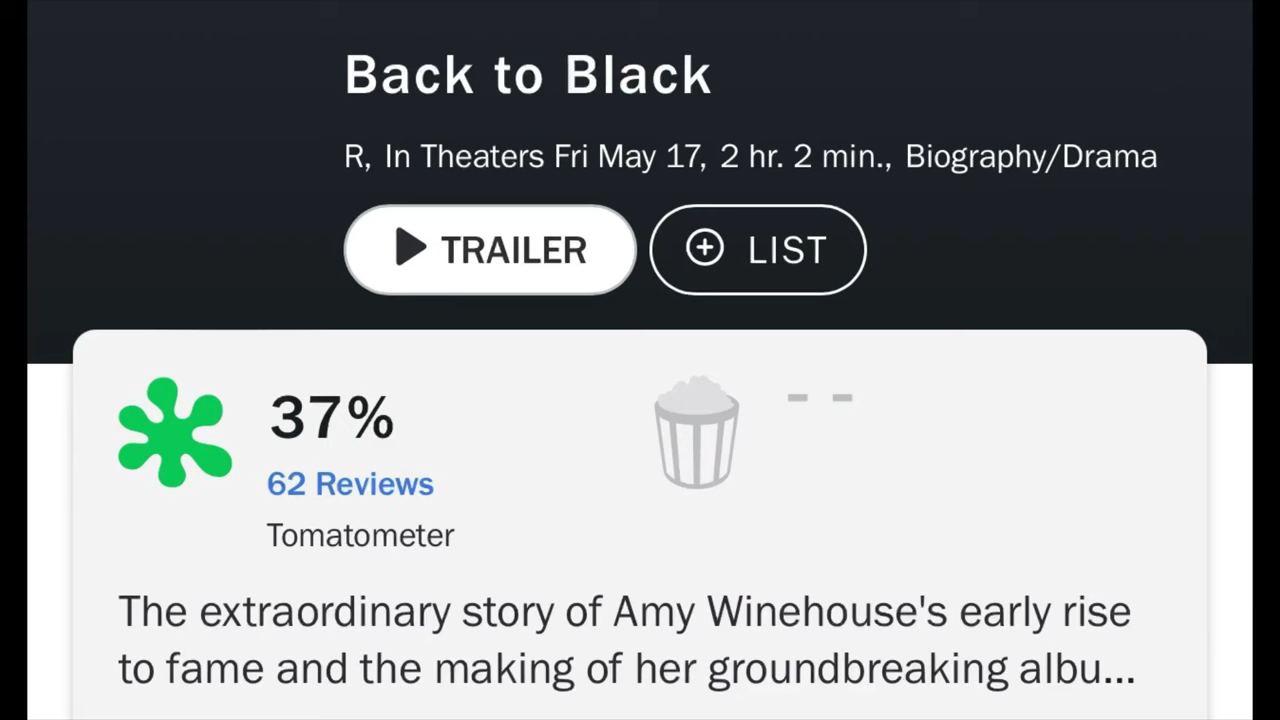 Back to Black
R, In Theaters Fri May 17, 2 hr. 2 min., Biography/Drama
TRAILER LIST
37% - -
62 Reviews
Tomatometer
The extraordinary story of Amy Winehouse's early rise
to fame and the making of her groundbreaking albu...